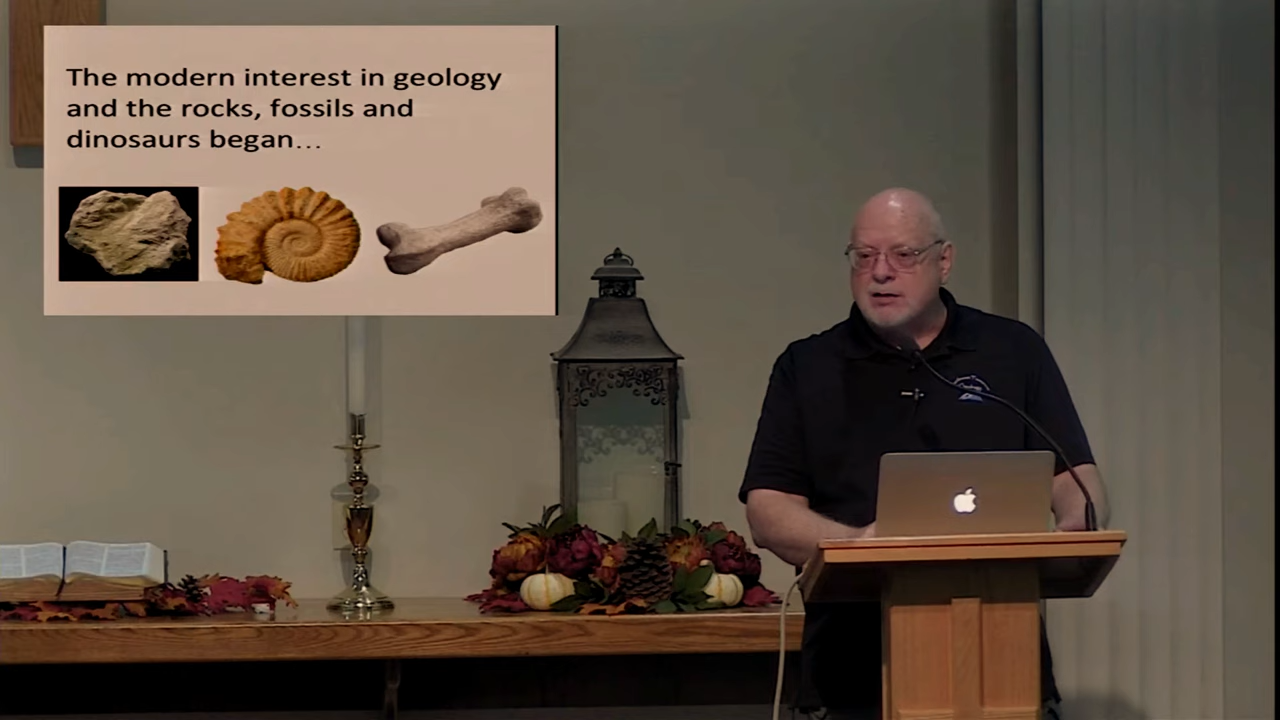 The modern interest in geology
and the rocks, fossils and
dinosaurs began...